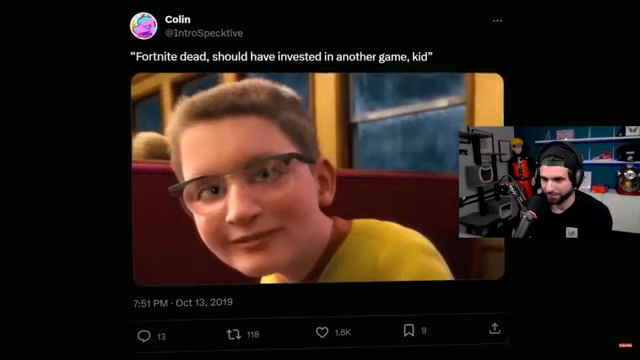 Colin
@IntroSpecktive
“Fortnite dead, should have invested in another game, kid”
7:51 PM · Oct 13, 2019
13
118
1.6K
9